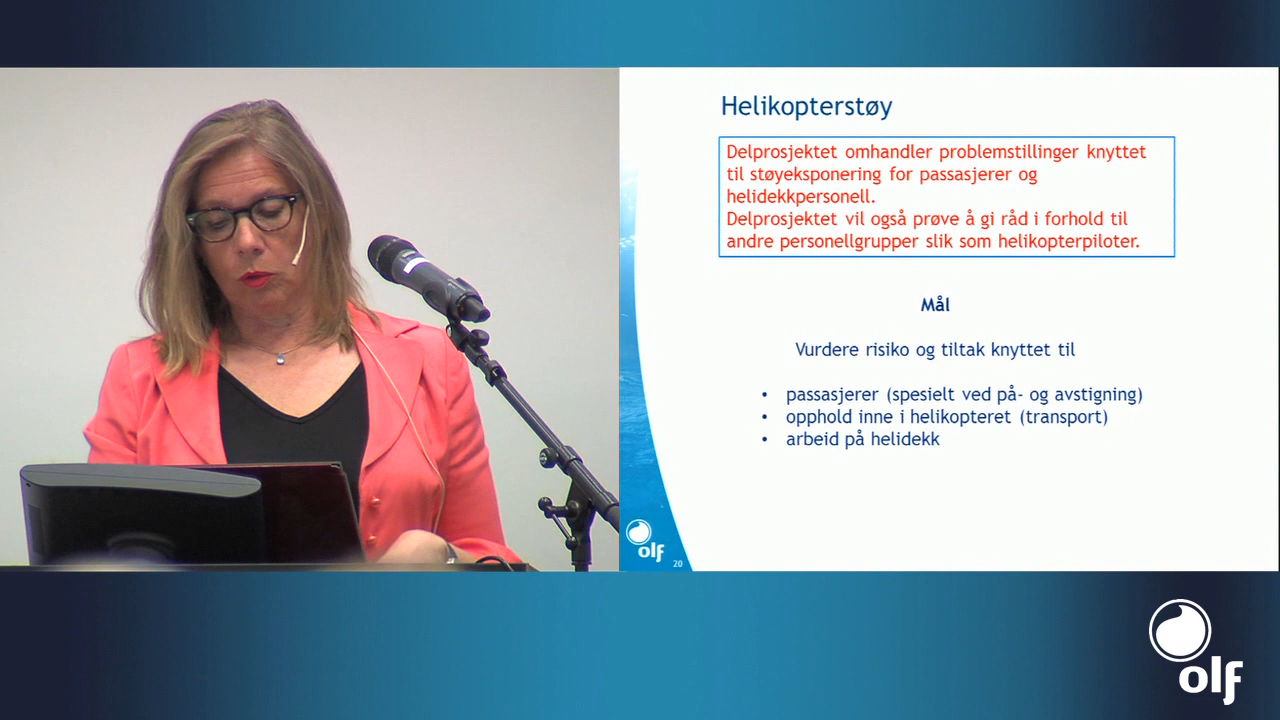 Helikopterstøy
Delprosjektet omhandler problemstillinger knyttet
til støyeksponering for passasjerer og
helidekkpersonell.
Delprosjektet vil også prøve å gi råd i forhold til
andre personellgrupper slik som helikopterpiloter.
Mål
Vurdere risiko og tiltak knyttet til
• passasjerer (spesielt ved på- og avstigning)
• opphold inne i helikopteret (transport)
• arbeid på helidekk
olf
20
olf